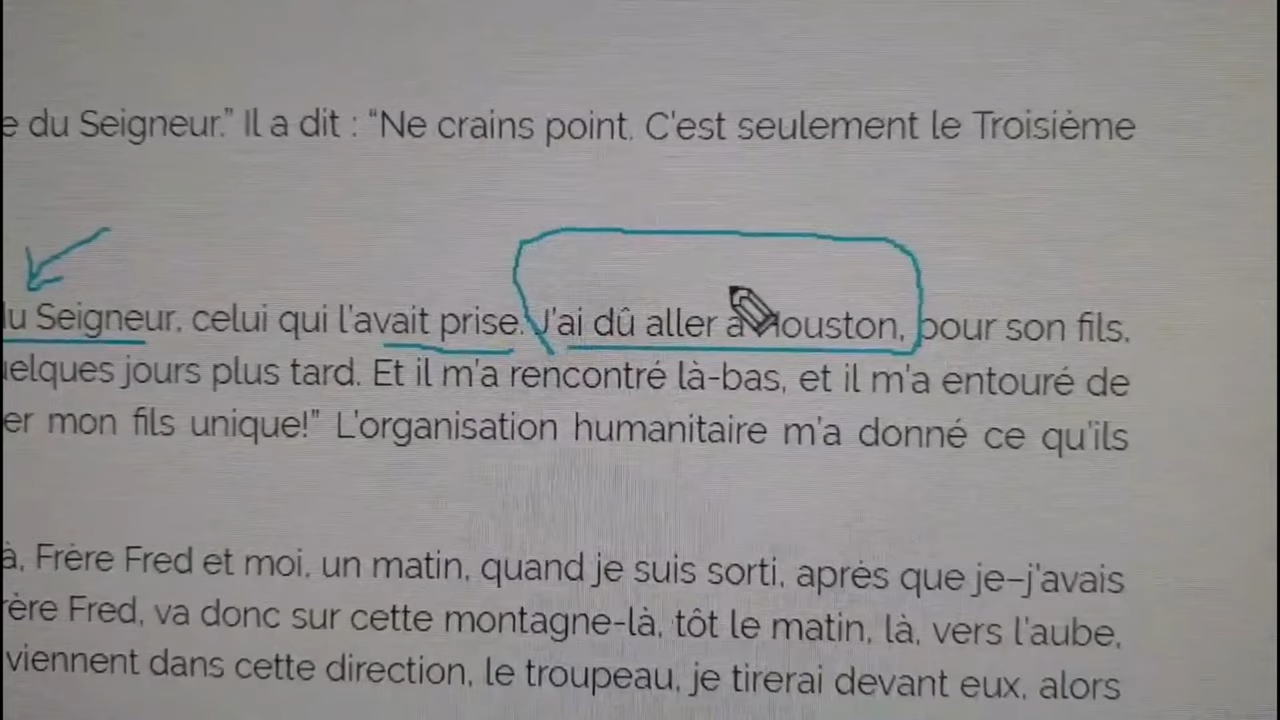 e du Seigneur.” Il a dit : “Ne crains point. C'est seulement le Troisième
du Seigneur, celui qui l'avait prise. J'ai dû aller à Houston, pour son fils,
uelques jours plus tard. Et il m'a rencontré là-bas, et il m'a entouré de
er mon fils unique!” L'organisation humanitaire m'a donné ce qu'ils
à, Frère Fred et moi, un matin, quand je suis sorti, après que je–j'avais
rère Fred, va donc sur cette montagne-là, tôt le matin, là, vers l'aube,
viennent dans cette direction, le troupeau, je tirerai devant eux, alors